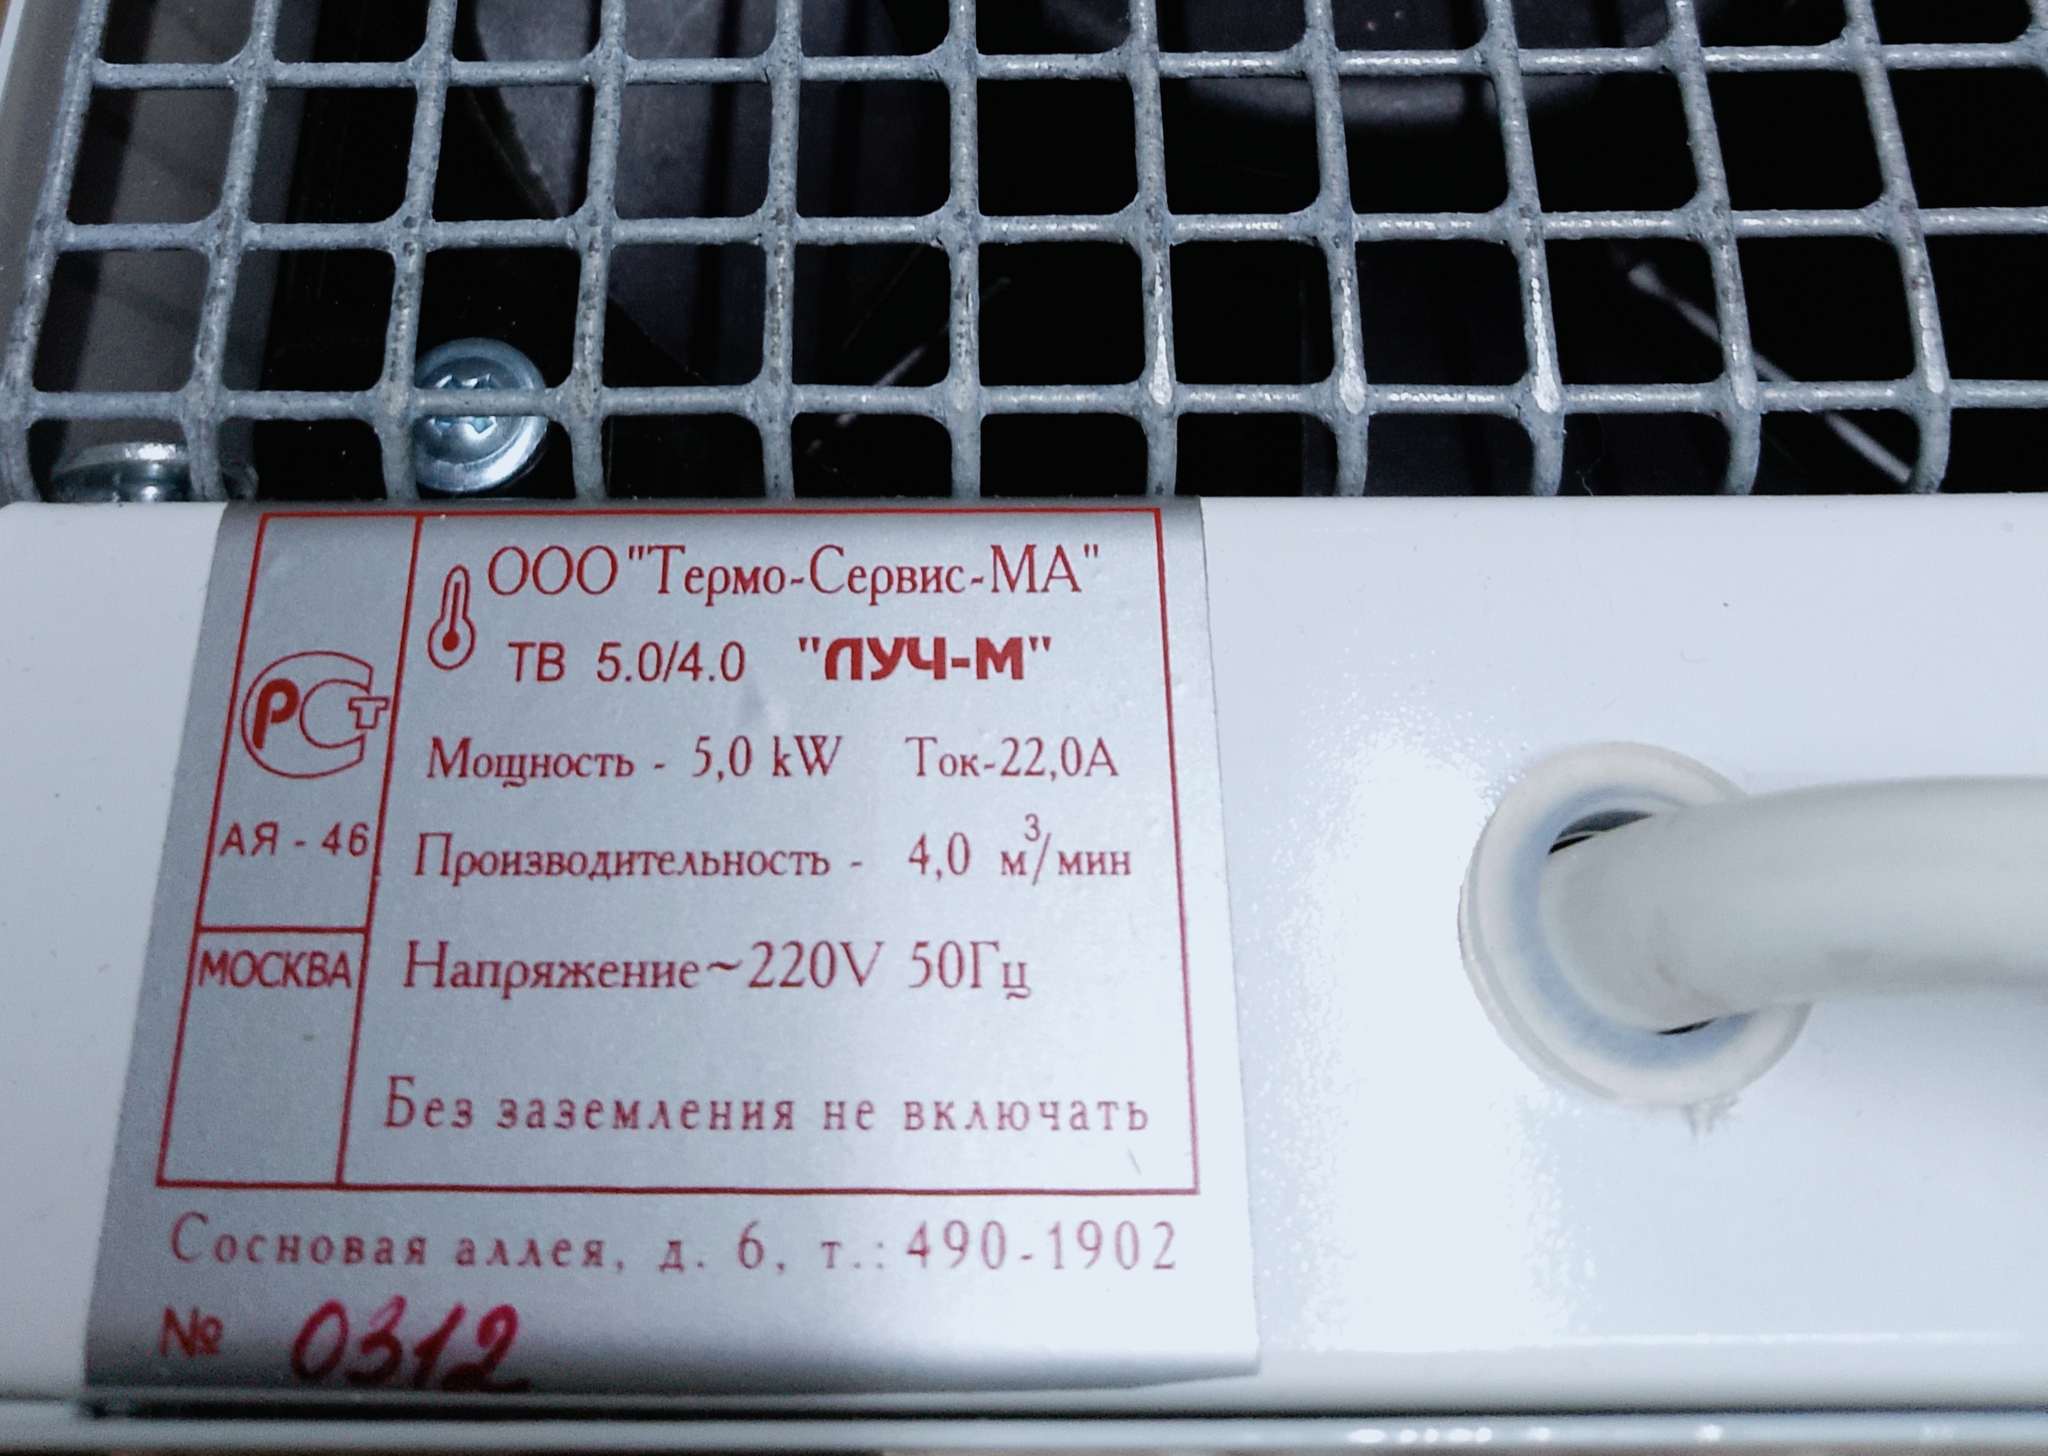 ООО "Термо-Сервис-МА"
ТВ 5.0/4.0 "ЛУЧ-М"
РСТ
Мощность - 5,0 kW Ток-22,0А
АЯ - 46
Производительность - 4,0 м³/мин
МОСКВА
Напряжение~220V 50Гц
Без заземления не включать
Сосновая аллея, д. 6, т.: 490-1902
№ 0312